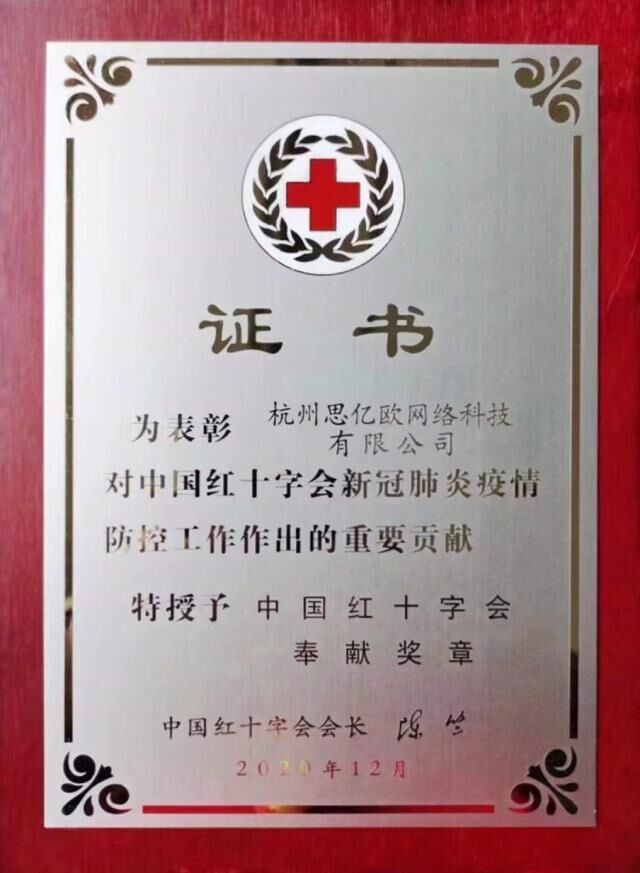 证书
为表彰 杭州思亿欧网络科技
有限公司
对中国红十字会新冠肺炎疫情
防控工作作出的重要贡献
特授予 中国红十字会
奉献奖章
中国红十字会会长 陈竺
2020年12月